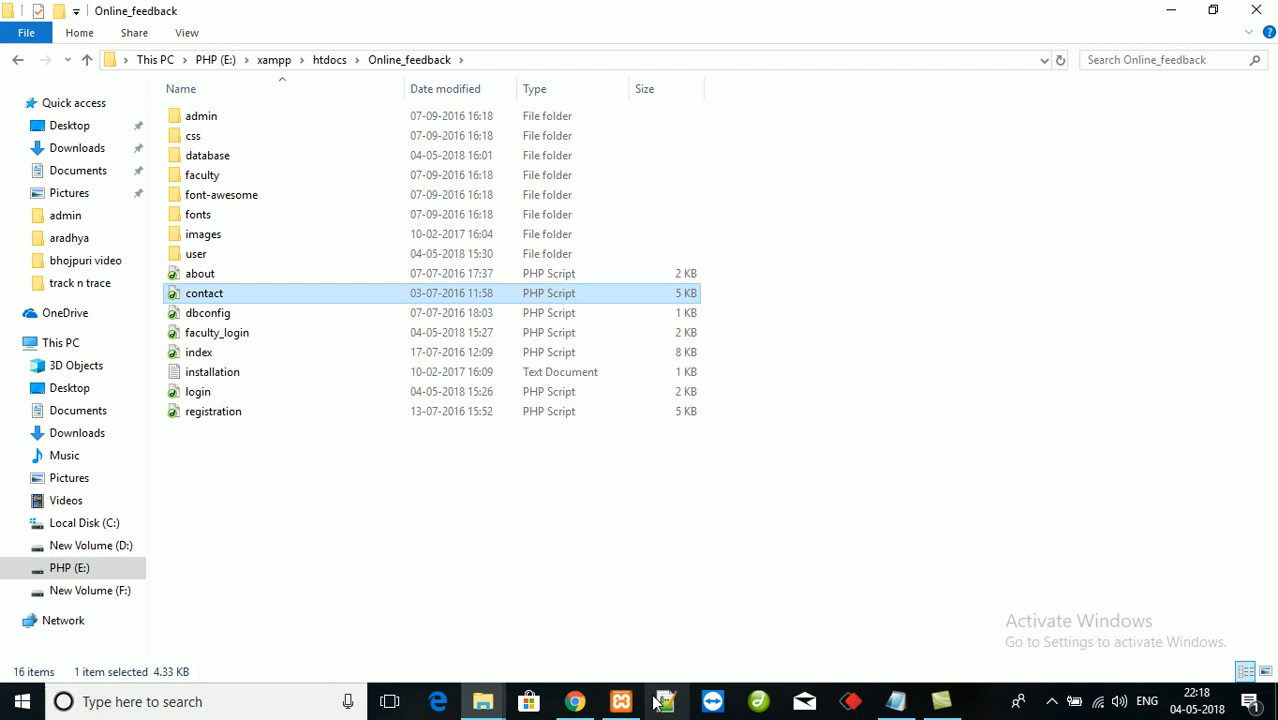 Online_feedback
File Home Share View
This PC PHP (E:) xampp htdocs Online_feedback
Search Online_feedback
Name Date modified Type Size
Quick access
Desktop
Downloads
Documents
Pictures
admin
aradhya
bhojpuri video
track n trace
OneDrive
This PC
3D Objects
Desktop
Documents
Downloads
Music
Pictures
Videos
Local Disk (C:)
New Volume (D:)
PHP (E:)
New Volume (F:)
Network
admin 07-09-2016 16:18 File folder
css 07-09-2016 16:18 File folder
database 04-05-2018 16:01 File folder
faculty 07-09-2016 16:18 File folder
font-awesome 07-09-2016 16:18 File folder
fonts 07-09-2016 16:18 File folder
images 10-02-2017 16:04 File folder
user 04-05-2018 15:30 File folder
about 07-07-2016 17:37 PHP Script 2 KB
contact 03-07-2016 11:58 PHP Script 5 KB
dbconfig 07-07-2016 18:03 PHP Script 1 KB
faculty_login 04-05-2018 15:27 PHP Script 2 KB
index 17-07-2016 12:09 PHP Script 8 KB
installation 10-02-2017 16:09 Text Document 1 KB
login 04-05-2018 15:26 PHP Script 2 KB
registration 13-07-2016 15:52 PHP Script 5 KB
Activate Windows
Go to Settings to activate Windows.
16 items 1 item selected 4.33 KB
Type here to search
ENG
22:18
04-05-2018
1